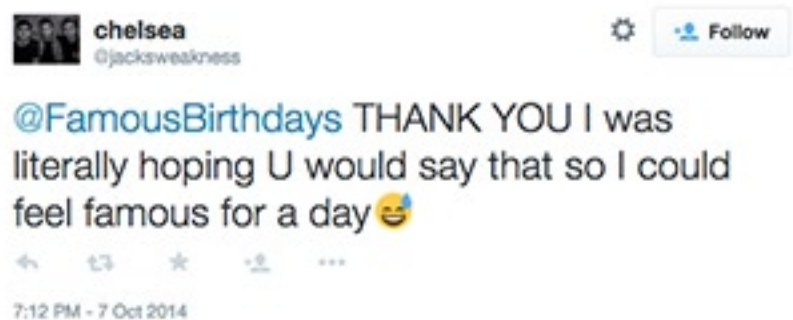 chelsea
@jacksweakness
Follow
@FamousBirthdays THANK YOU I was
literally hoping U would say that so I could
feel famous for a day😅
7:12 PM - 7 Oct 2014